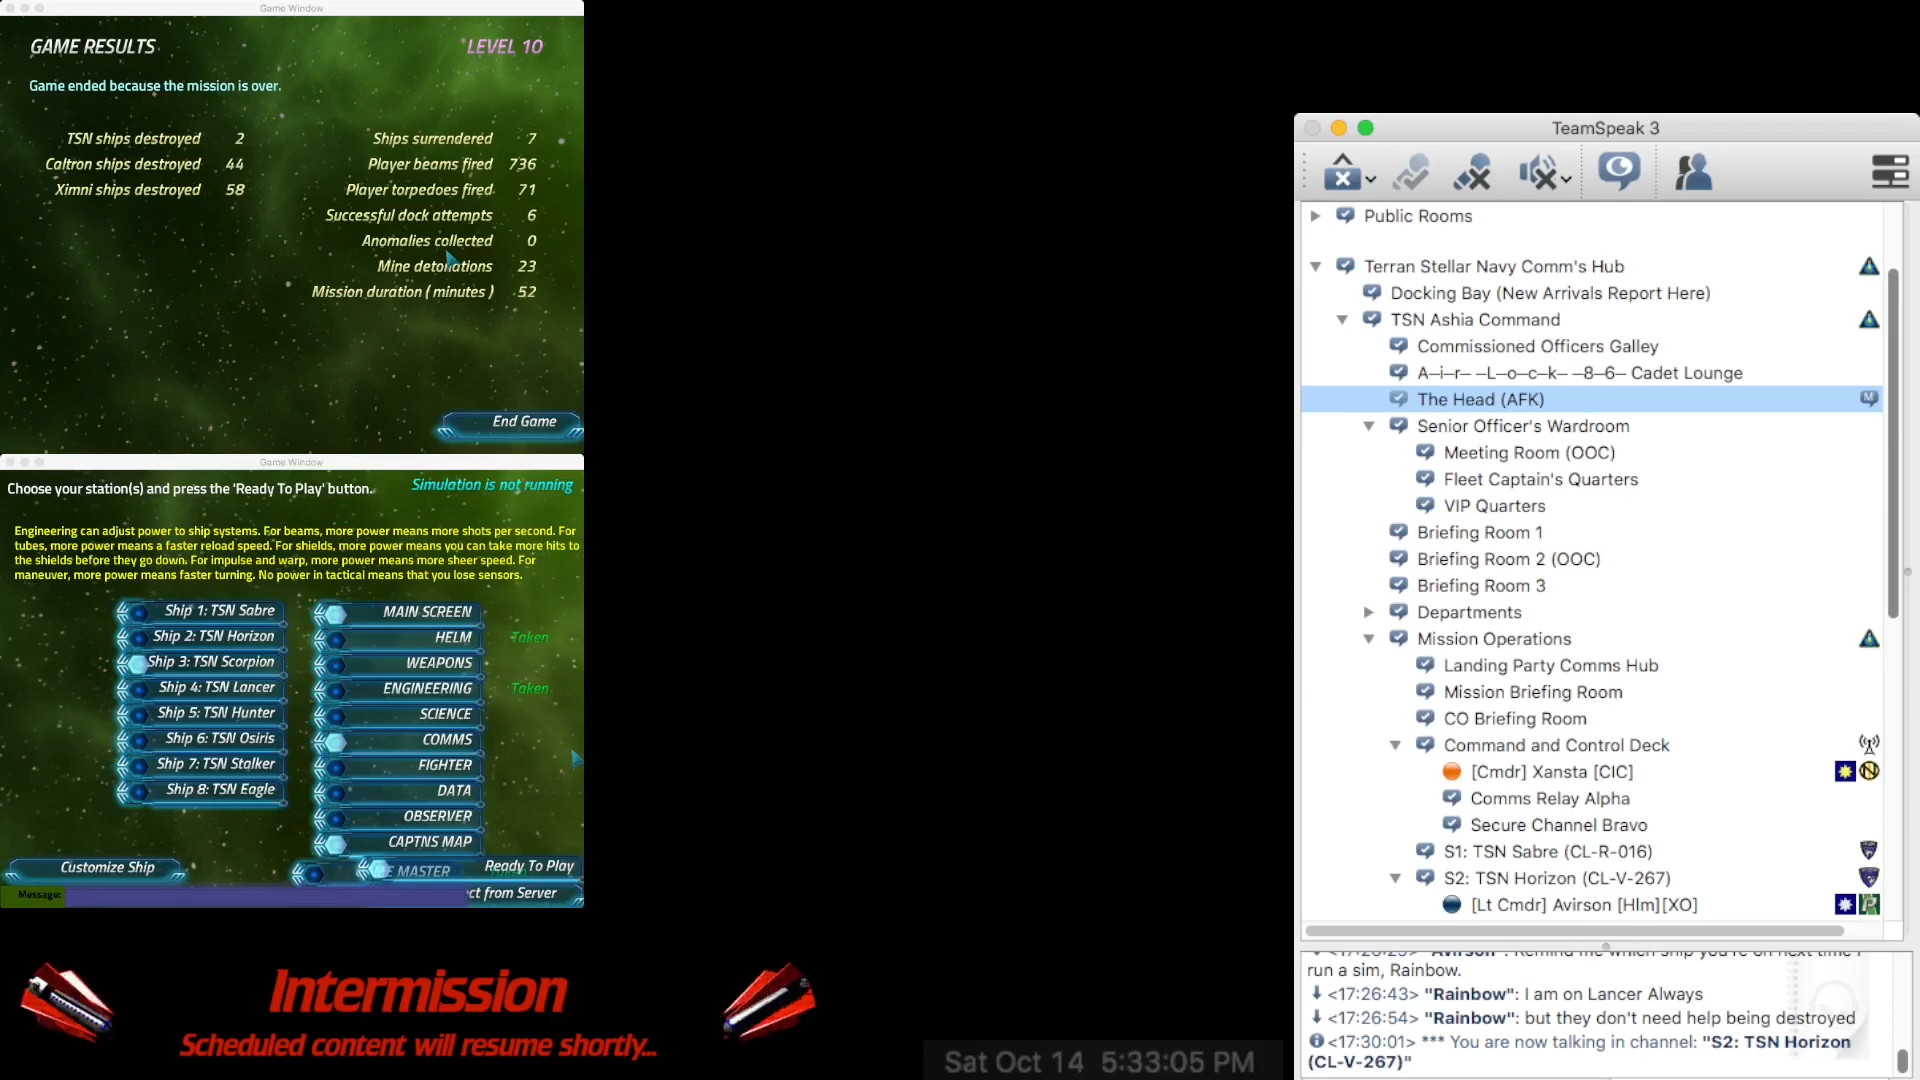 Game Window
GAME RESULTS
LEVEL 10
Game ended because the mission is over.
TSN ships destroyed 2
Caltron ships destroyed 44
Ximni ships destroyed 58
Ships surrendered 7
Player beams fired 736
Player torpedoes fired 71
Successful dock attempts 6
Anomalies collected 0
Mine detonations 23
Mission duration ( minutes ) 52
End Game
Game Window
Choose your station(s) and press the 'Ready To Play' button.
Simulation is not running
Engineering can adjust power to ship systems. For beams, more power means more shots per second. For
tubes, more power means a faster reload speed. For shields, more power means you can take more hits to
the shields before they go down. For impulse and warp, more power means more sheer speed. For
maneuver, more power means faster turning. No power in tactical means that you lose sensors.
Ship 1: TSN Sabre
Ship 2: TSN Horizon
Ship 3: TSN Scorpion
Ship 4: TSN Lancer
Ship 5: TSN Hunter
Ship 6: TSN Osiris
Ship 7: TSN Stalker
Ship 8: TSN Eagle
MAIN SCREEN
HELM Taken
WEAPONS
ENGINEERING Taken
SCIENCE
COMMS
FIGHTER
DATA
OBSERVER
CAPTNS MAP
Customize Ship
E MASTER
Ready To Play
ct from Server
Message:
Intermission
Scheduled content will resume shortly...
Sat Oct 14 5:33:05 PM
TeamSpeak 3
Public Rooms
Terran Stellar Navy Comm's Hub
Docking Bay (New Arrivals Report Here)
TSN Ashia Command
Commissioned Officers Galley
A—i—r— —L—o—c—k— —8—6— Cadet Lounge
The Head (AFK)
M
Senior Officer's Wardroom
Meeting Room (OOC)
Fleet Captain's Quarters
VIP Quarters
Briefing Room 1
Briefing Room 2 (OOC)
Briefing Room 3
Departments
Mission Operations
Landing Party Comms Hub
Mission Briefing Room
CO Briefing Room
Command and Control Deck
[Cmdr] Xansta [CIC]
Comms Relay Alpha
Secure Channel Bravo
S1: TSN Sabre (CL-R-016)
S2: TSN Horizon (CL-V-267)
[Lt Cmdr] Avirson [Hlm][XO]
"Avirson": Remind me which ship you're on next time I
run a sim, Rainbow.
<17:26:43> "Rainbow": I am on Lancer Always
<17:26:54> "Rainbow": but they don't need help being destroyed
<17:30:01> *** You are now talking in channel: "S2: TSN Horizon
(CL-V-267)"